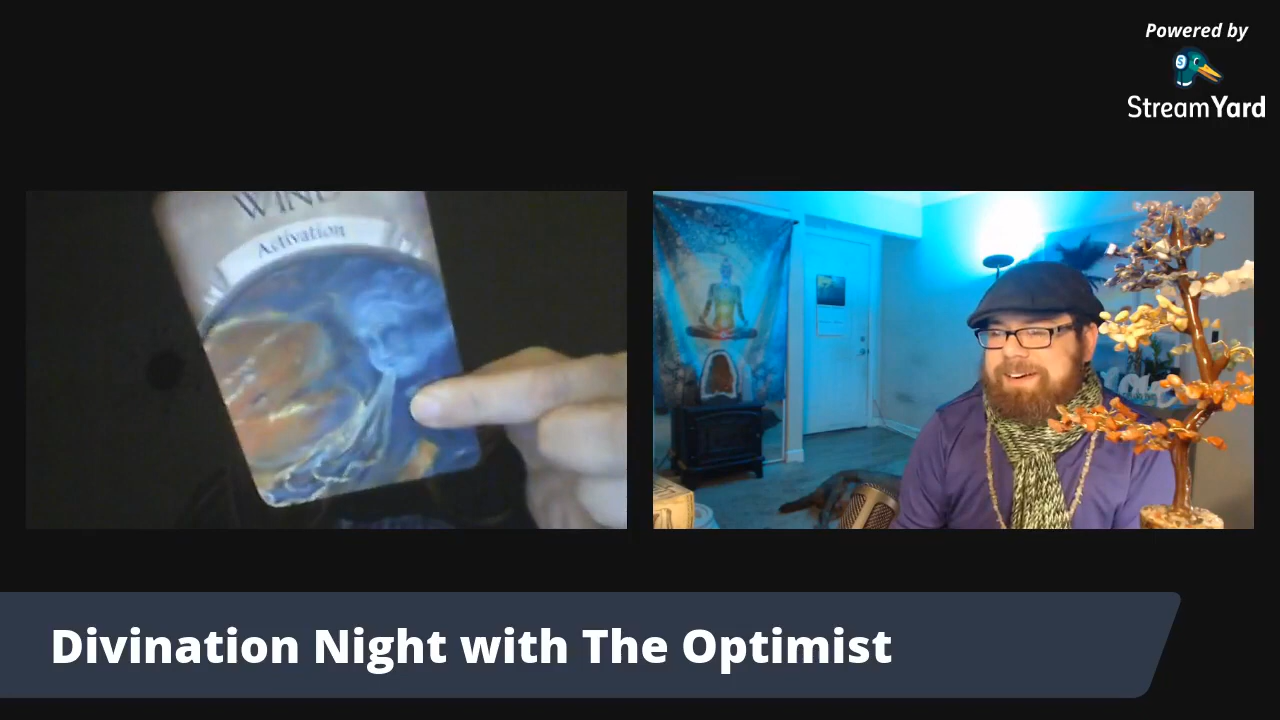 Powered by
StreamYard
Activation
Divination Night with The Optimist